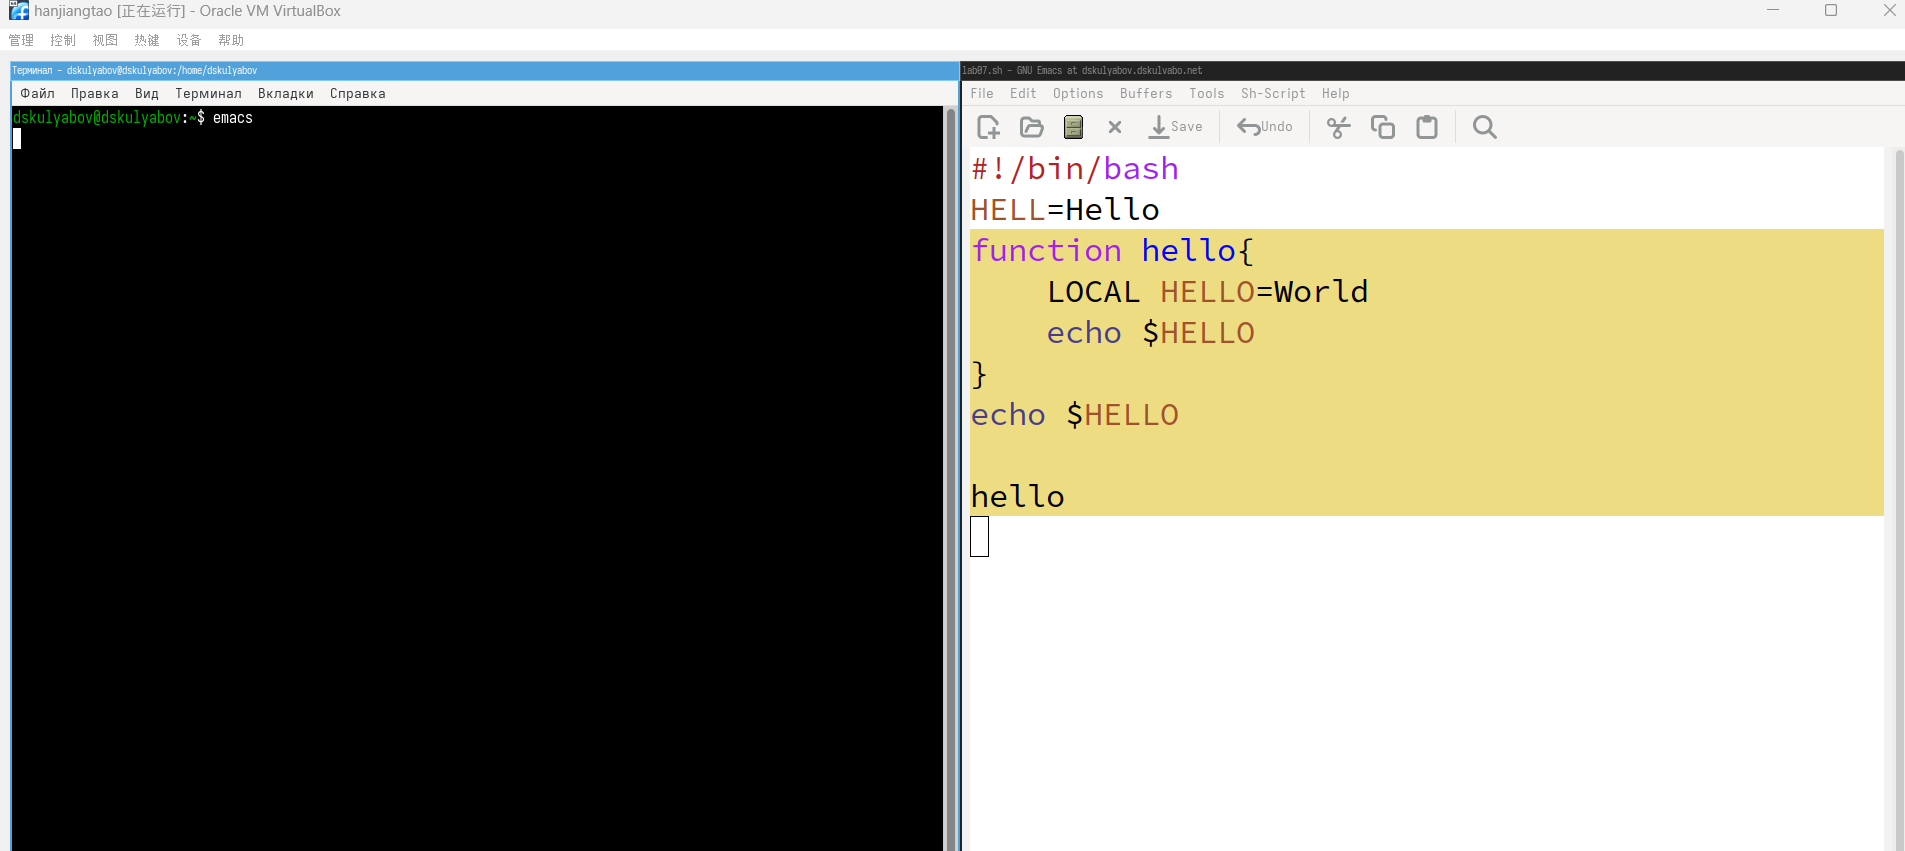 hanjiangtao [正在运行] - Oracle VM VirtualBox
管理 控制 视图 热键 设备 帮助
Терминал - dskulyabov@dskulyabov:/home/dskulyabov
Файл Правка Вид Терминал Вкладки Справка
dskulyabov@dskulyabov:~$ emacs
lab07.sh - GNU Emacs at dskulyabov.dskulvabo.net
File Edit Options Buffers Tools Sh-Script Help
Save Undo
#!/bin/bash
HELL=Hello
function hello{
LOCAL HELLO=World
echo $HELLO
}
echo $HELLO
hello